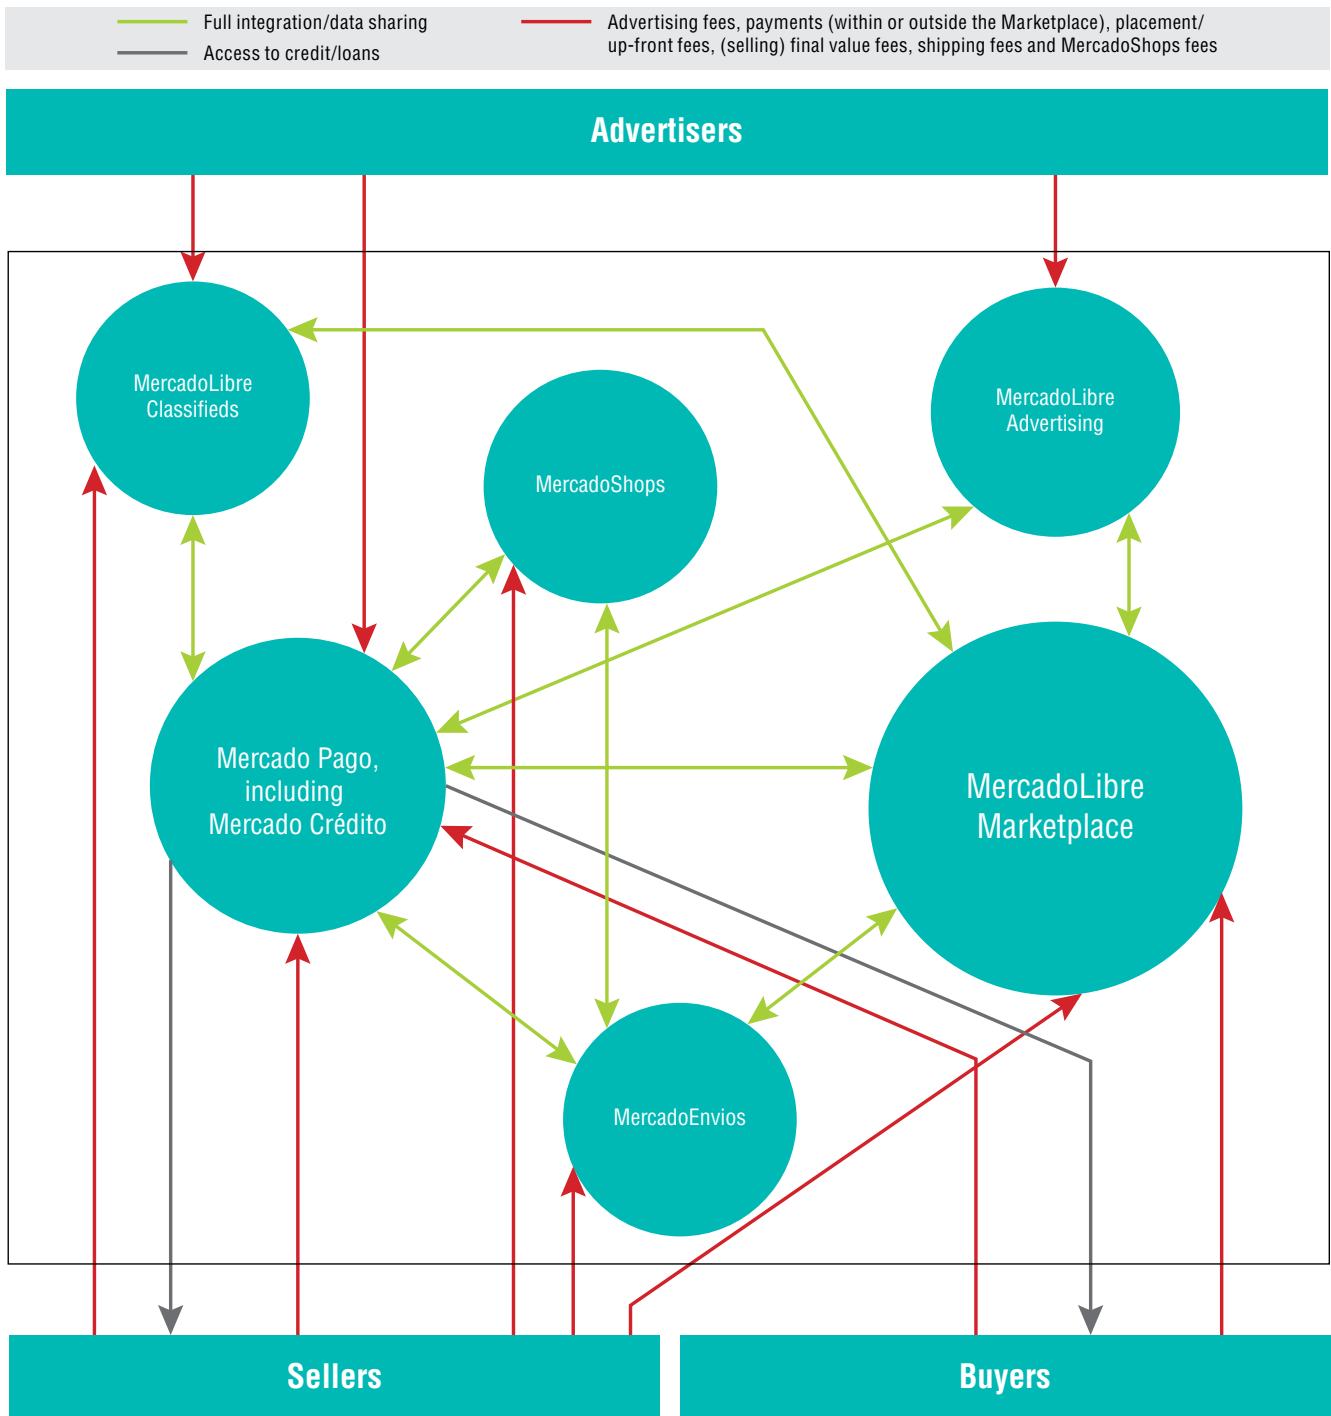 Full integration/data sharing
Access to credit/loans
Advertising fees, payments (within or outside the Marketplace), placement/
up-front fees, (selling) final value fees, shipping fees and MercadoShops fees
Advertisers
MercadoLibre
Classifieds
MercadoShops
MercadoLibre
Advertising
Mercado Pago,
including
Mercado Crédito
MercadoLibre
Marketplace
MercadoEnvios
Sellers
Buyers